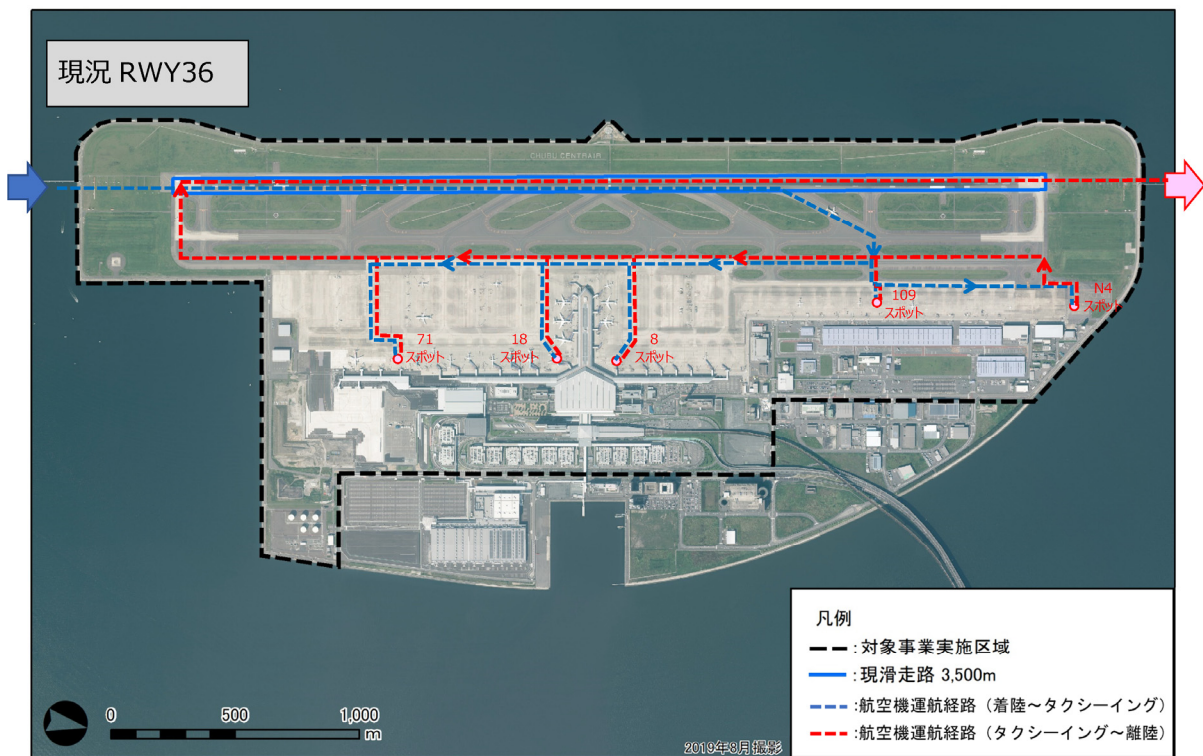 現況 RWY36
CHUBU CENTRAIR
N4
スポット
109
スポット
71
スポット
18
スポット
8
スポット
凡例
:対象事業実施区域
:現滑走路 3,500m
:航空機運航経路（着陸～タクシーイング）
:航空機運航経路（タクシーイング～離陸）
0 500 1,000
m
2019年8月撮影